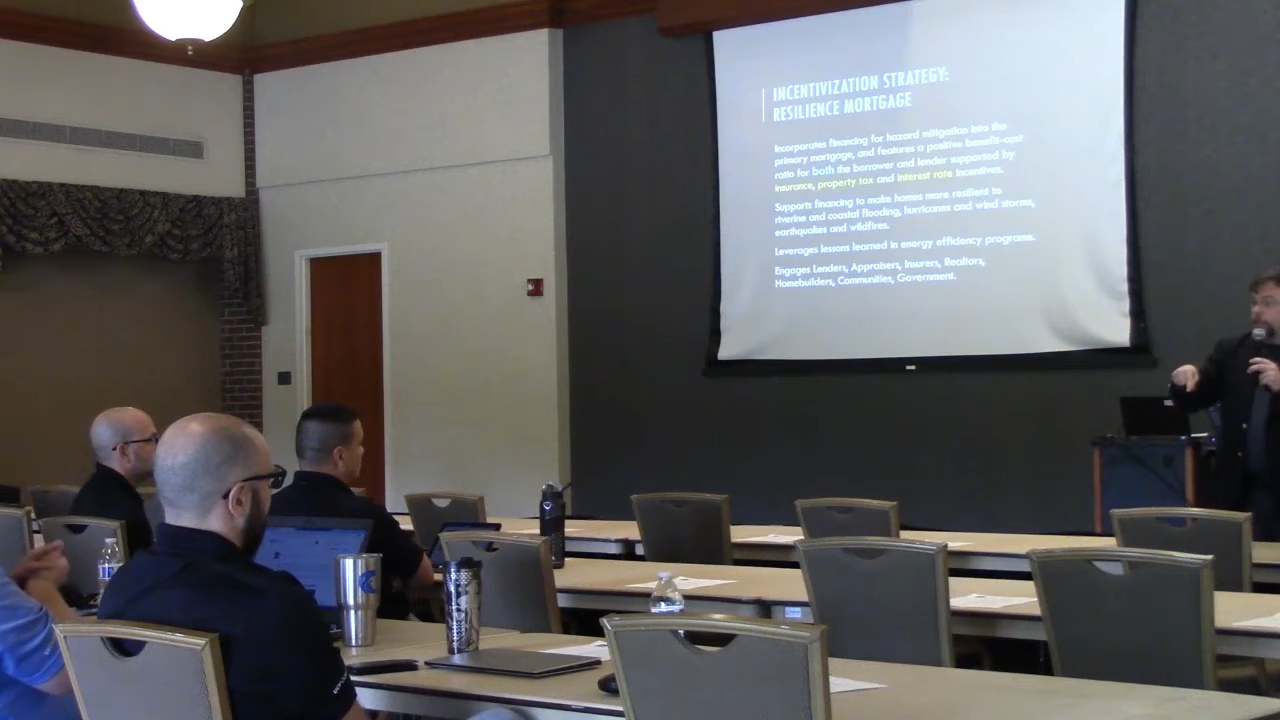 INCENTIVIZATION STRATEGY:
RESILIENCE MORTGAGE
Incorporates financing for hazard mitigation into the
primary mortgage, and features a positive benefit-cost
ratio for both the borrower and lender supported by
insurance, property tax and interest rate incentives.
Supports financing to make homes more resilient to
riverine and coastal flooding, hurricanes and wind storms,
earthquakes and wildfires.
Leverages lessons learned in energy efficiency programs.
Engages Lenders, Appraisers, Insurers, Realtors,
Homebuilders, Communities, Government.